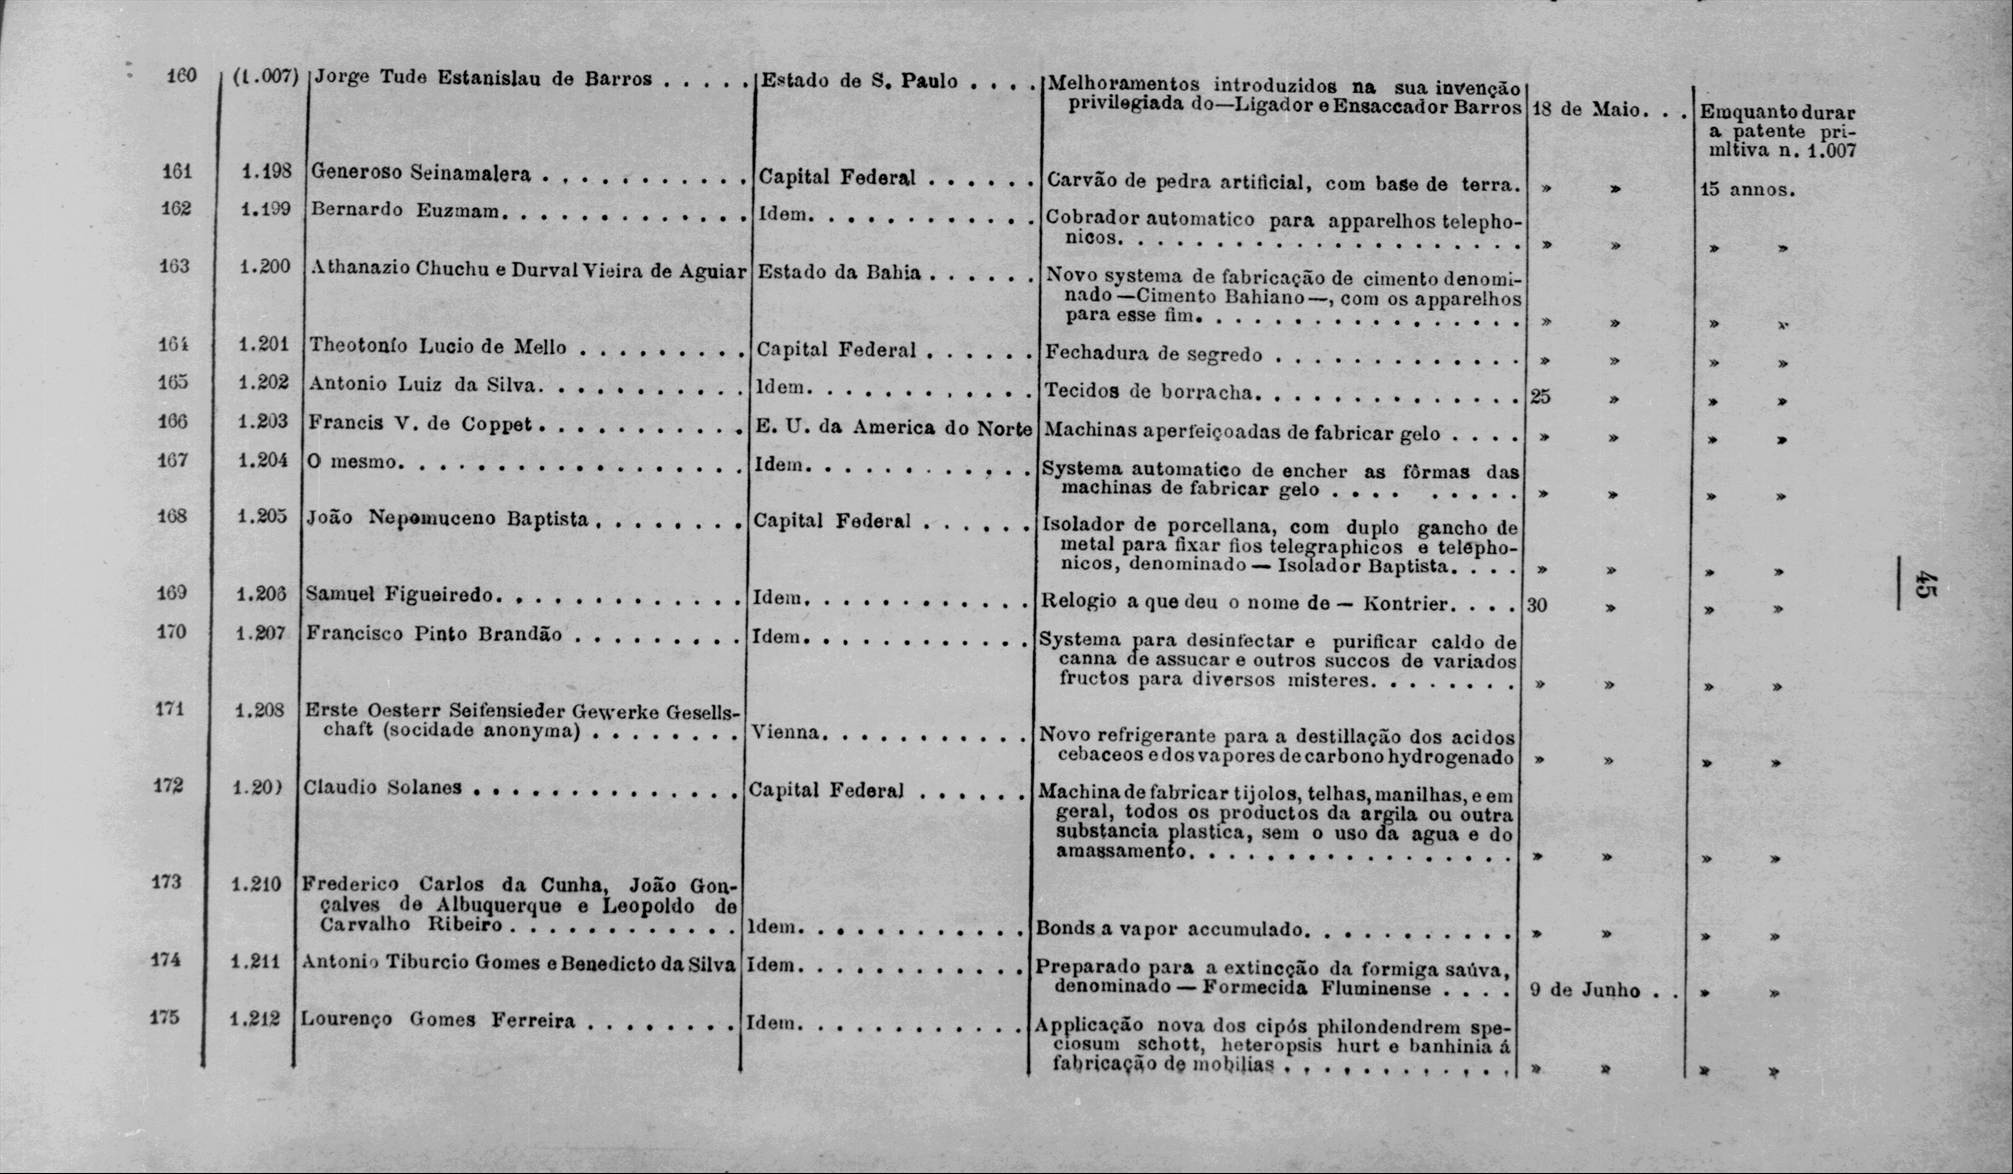 160 (1.007) Jorge Tude Estanislau de Barros . . . . . Estado de S. Paulo . . . . Melhoramentos introduzidos na sua invenção
privilegiada do—Ligador e Ensaccador Barros 18 de Maio. . . Emquanto durar
a patente pri-
mitiva n. 1.007
161 1.198 Generoso Seinamalera . . . . . . . . . . . Capital Federal . . . . . . Carvão de pedra artificial, com base de terra. » » 15 annos.
162 1.199 Bernardo Euzmam. . . . . . . . . . . . . Idem. . . . . . . . . . . . Cobrador automatico para apparelhos telepho-
nicos. . . . . . . . . . . . . . . . . . . . . » » » »
163 1.200 Athanazio Chuchu e Durval Vieira de Aguiar Estado da Bahia . . . . . . Novo systema de fabricação de cimento denomi-
nado —Cimento Bahiano—, com os apparelhos
para esse fim. . . . . . . . . . . . . . . . . » » » »
164 1.201 Theotonio Lucio de Mello . . . . . . . . . Capital Federal . . . . . . Fechadura de segredo . . . . . . . . . . . . . » » » »
165 1.202 Antonio Luiz da Silva. . . . . . . . . . . Idem. . . . . . . . . . . . Tecidos de borracha. . . . . . . . . . . . . . 25 » » »
166 1.203 Francis V. de Coppet. . . . . . . . . . . E. U. da America do Norte Machinas aperfeiçoadas de fabricar gelo . . . . » » » »
167 1.204 O mesmo. . . . . . . . . . . . . . . . . . Idem. . . . . . . . . . . . Systema automatico de encher as fôrmas das
machinas de fabricar gelo . . . . . . . . . » » » »
168 1.205 João Nepomuceno Baptista. . . . . . . . Capital Federal . . . . . . Isolador de porcellana, com duplo gancho de
metal para fixar fios telegraphicos e telepho-
nicos, denominado — Isolador Baptista. . . . » » » »
169 1.206 Samuel Figueiredo. . . . . . . . . . . . . Idem. . . . . . . . . . . . Relogio a que deu o nome de — Kontrier. . . . 30 » » »
170 1.207 Francisco Pinto Brandão . . . . . . . . . Idem. . . . . . . . . . . . Systema para desinfectar e purificar caldo de
canna de assucar e outros succos de variados
fructos para diversos misteres. . . . . . . . » » » »
171 1.208 Erste Oesterr Seifensieder Gewerke Gesells-
chaft (socidade anonyma) . . . . . . . . Vienna. . . . . . . . . . . Novo refrigerante para a destillação dos acidos
cebaceos e dos vapores de carbono hydrogenado » » » »
172 1.20) Claudio Solanes . . . . . . . . . . . . . . Capital Federal . . . . . . Machina de fabricar tijolos, telhas, manilhas, e em
geral, todos os productos da argila ou outra
substancia plastica, sem o uso da agua e do
amassamento. . . . . . . . . . . . . . . . . » » » »
173 1.210 Frederico Carlos da Cunha, João Gon-
çalves de Albuquerque e Leopoldo de
Carvalho Ribeiro . . . . . . . . . . . . Idem. . . . . . . . . . . . Bonds a vapor accumulado. . . . . . . . . . . » » » »
174 1.211 Antonio Tiburcio Gomes e Benedicto da Silva Idem. . . . . . . . . . . . Preparado para a extincção da formiga saúva,
denominado — Formecida Fluminense . . . . 9 de Junho . . » »
175 1.212 Lourenço Gomes Ferreira . . . . . . . . Idem. . . . . . . . . . . . Applicação nova dos cipós philondendrem spe-
ciosum schott, heteropsis hurt e banhinia á
fabricação de mobilias . . . . . . . . . . . . » » » »
45